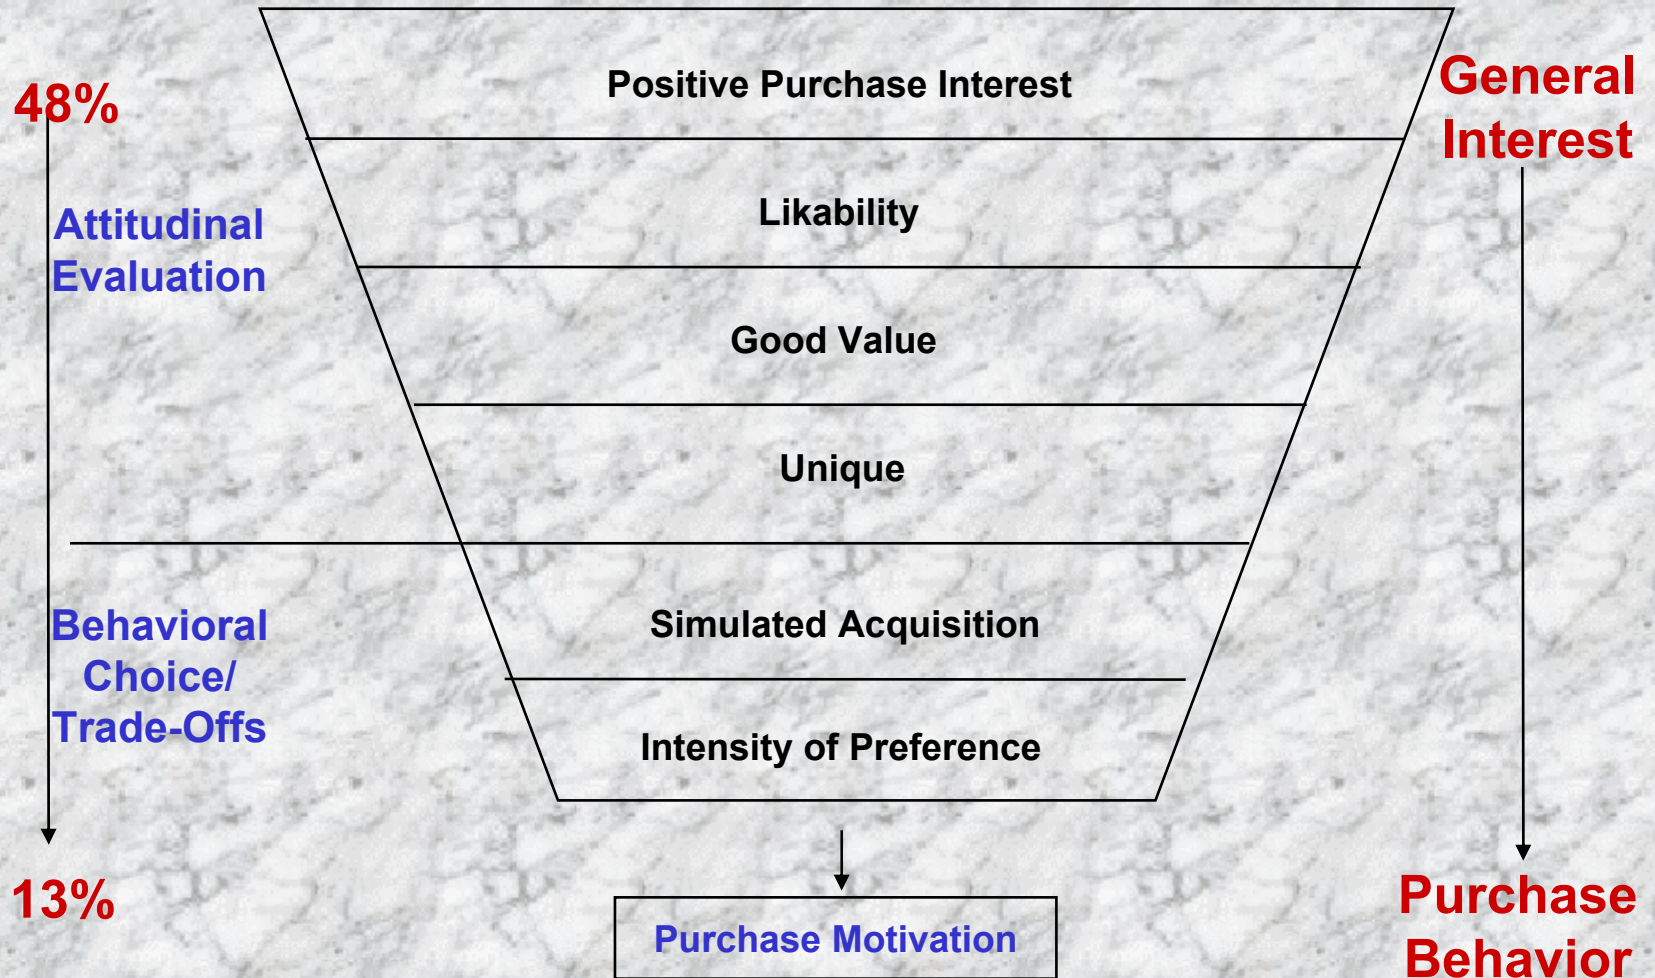 48%
Positive Purchase Interest
General
Interest
Attitudinal
Evaluation
Likability
Good Value
Unique
Behavioral
Choice/
Trade-Offs
Simulated Acquisition
Intensity of Preference
13%
Purchase Motivation
Purchase
Behavior